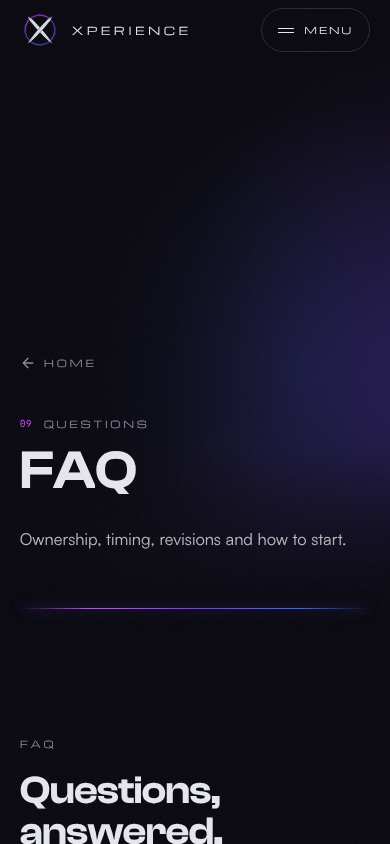 XPERIENCE
MENU
HOME
09 QUESTIONS
FAQ
Ownership, timing, revisions and how to start.
FAQ
Questions,
answered.